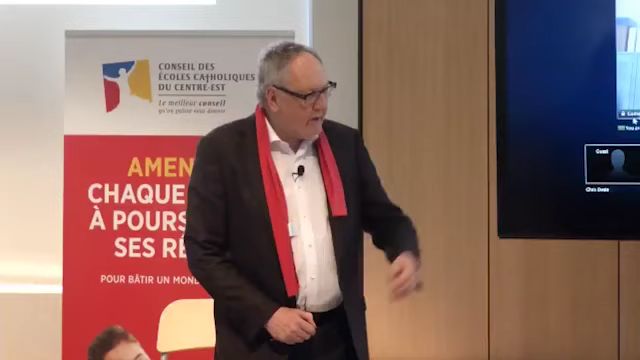 CONSEIL DES
ÉCOLES CATHOLIQUES
DU CENTRE-EST
Le meilleur conseil
qu'on puisse vous donner
AMEN
CHAQUE
À POURS
SES RÊ
POUR BÂTIR UN MOND
Guest